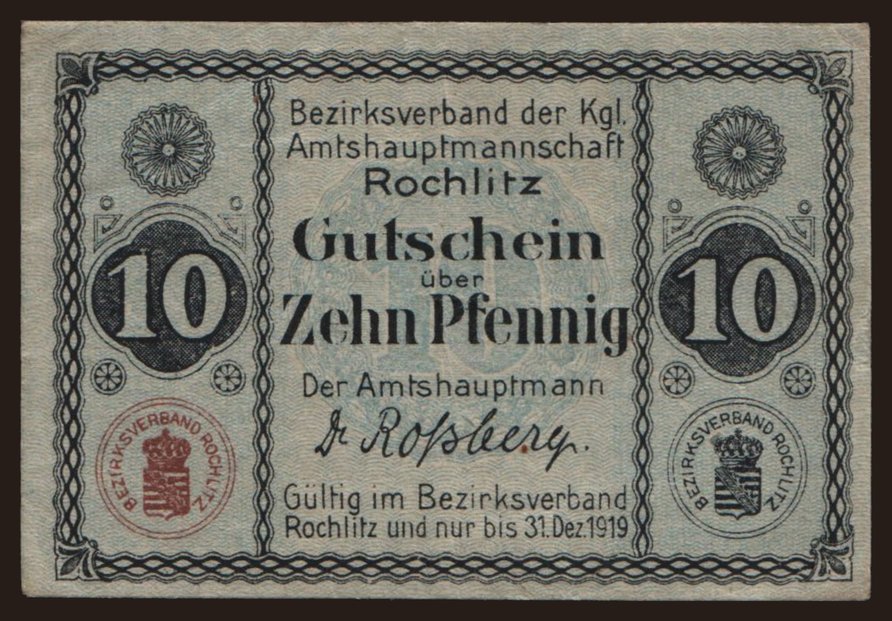 Bezirksverband der Kgl.
Amtshauptmannschaft
Rochlitz
Gutschein
über
Zehn Pfennig
10
10
10
Der Amtshauptmann
Dr Roßberg.
Gültig im Bezirksverband
Rochlitz und nur bis 31.Dez.1919
BEZIRKSVERBAND ROCHLITZ
BEZIRKSVERBAND ROCHLITZ